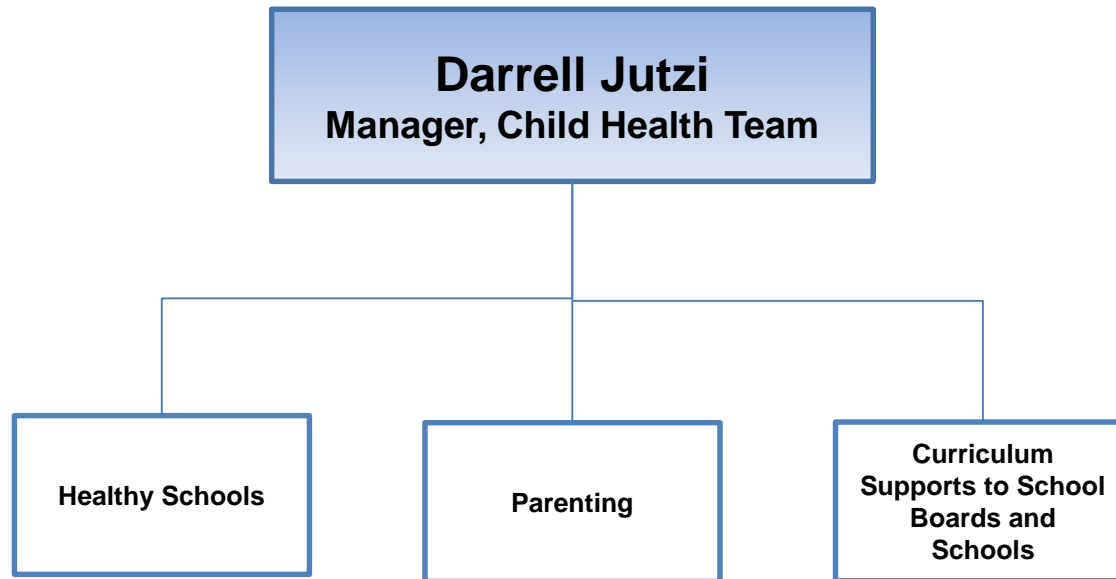 Darrell Jutzi
Manager, Child Health Team
Healthy Schools
Parenting
Curriculum
Supports to School
Boards and
Schools